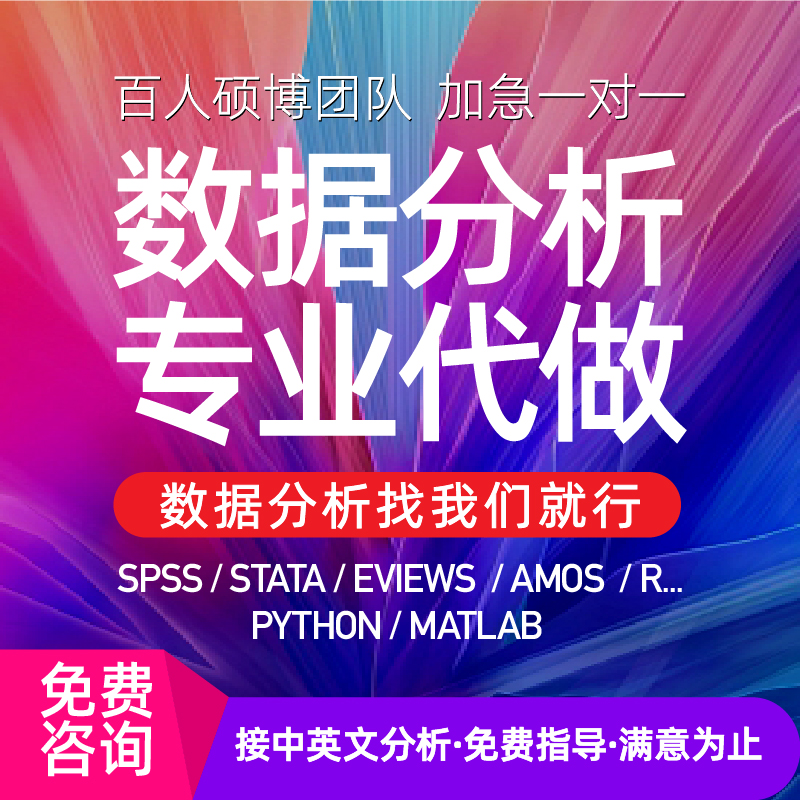 百人硕博团队 加急一对一
数据分析
专业代做
数据分析找我们就行
SPSS / STATA / EVIEWS / AMOS / R...
PYTHON / MATLAB
免费
咨询
接中英文分析·免费指导·满意为止